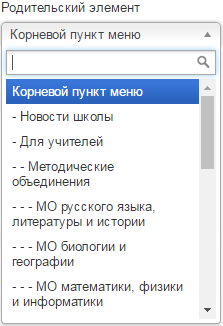 Родительский элемент
Корневой пункт меню
Корневой пункт меню
- Новости школы
- Для учителей
- - Методические
объединения
- - - МО русского языка,
литературы и истории
- - - МО биологии и
географии
- - - МО математики, физики
и информатики